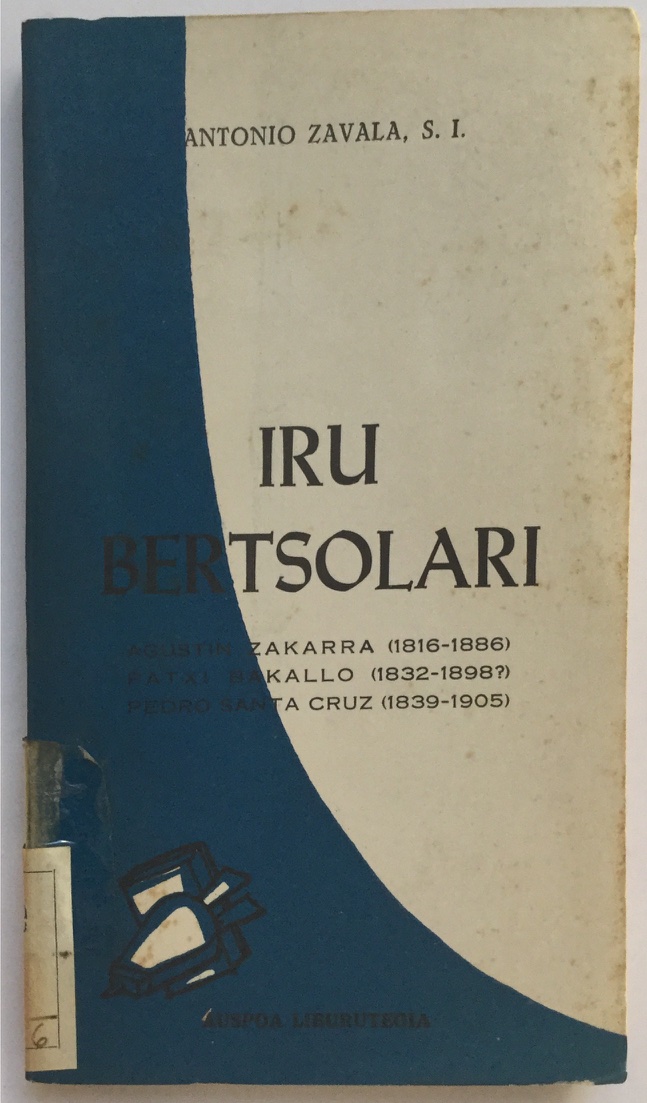 ANTONIO ZAVALA, S. I.
IRU
BERTSOLARI
AGUSTIN ZAKARRA (1816-1886)
PATXI BAKALLO (1832-1898?)
PEDRO SANTA CRUZ (1839-1905)
AUSPOA LIBURUTEGIA
6